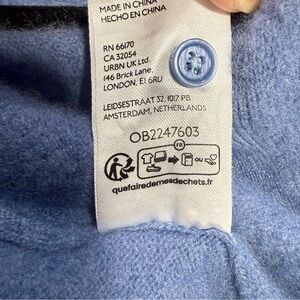 MADE IN CHINA
HECHO EN CHINA
RN 66170
CA 32054
URBN UK Ltd.
146 Brick Lane,
LONDON, E1 6RU
LEIDSESTRAAT 32, 1017 PB
AMSTERDAM, NETHERLANDS
OB2247603
FR
OU
quefairedemesdechets.fr